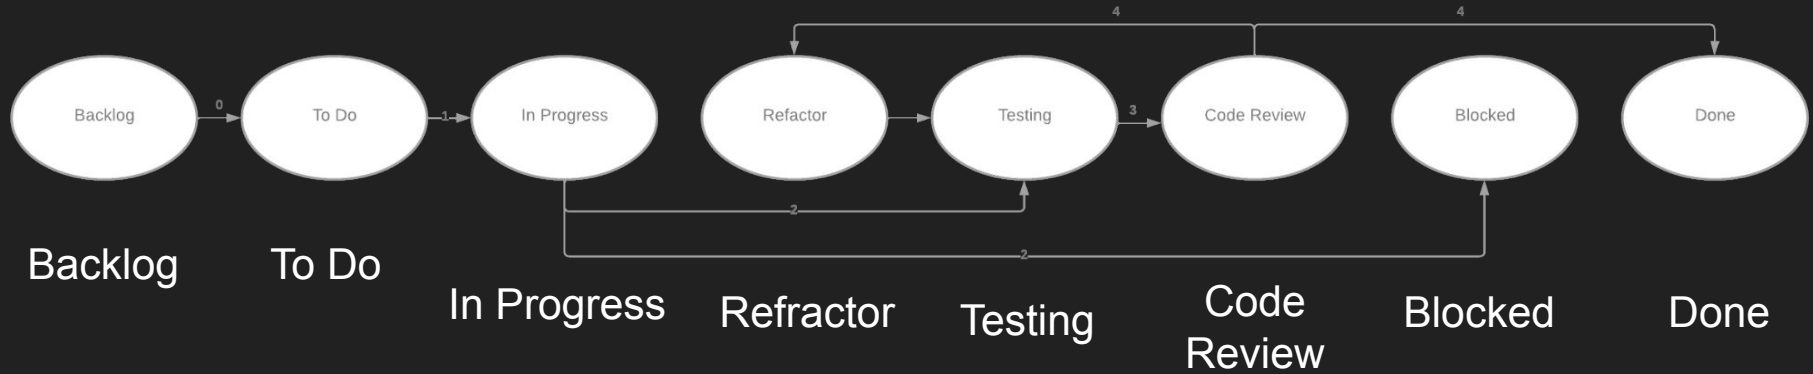 4 4
Backlog 0 To Do 1 In Progress Refactor Testing 3 Code Review Blocked Done
2
2
Backlog To Do
In Progress Refractor Testing Code Blocked Done
Review